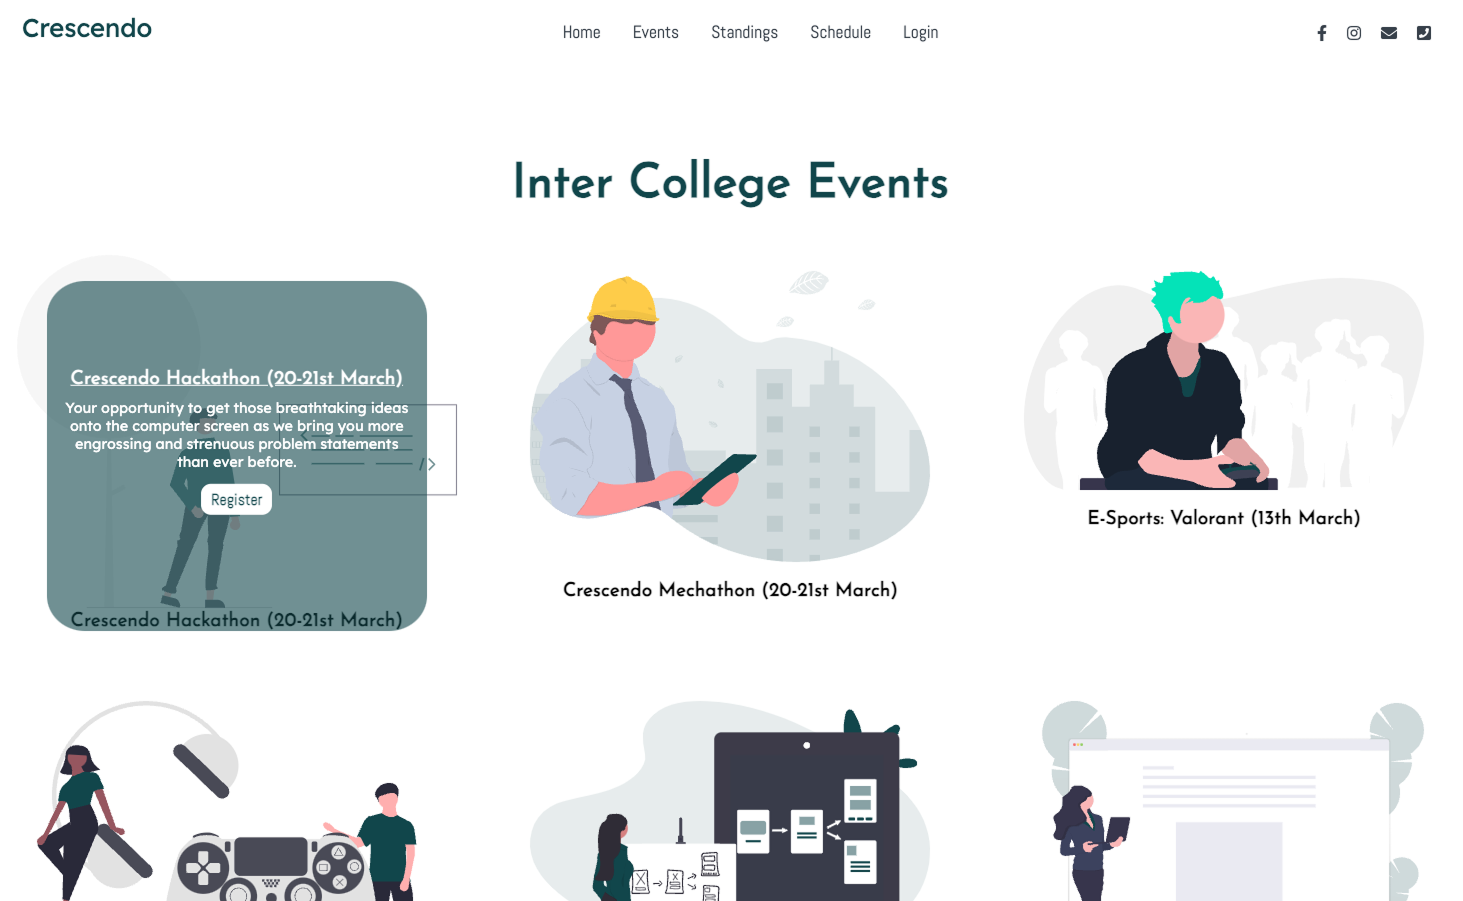 Crescendo
Home Events Standings Schedule Login
Inter College Events
Crescendo Hackathon (20-21st March)
Your opportunity to get those breathtaking ideas
onto the computer screen as we bring you more
engrossing and strenuous problem statements
than ever before.
Register
Crescendo Hackathon (20-21st March)
Crescendo Mechathon (20-21st March)
E-Sports: Valorant (13th March)